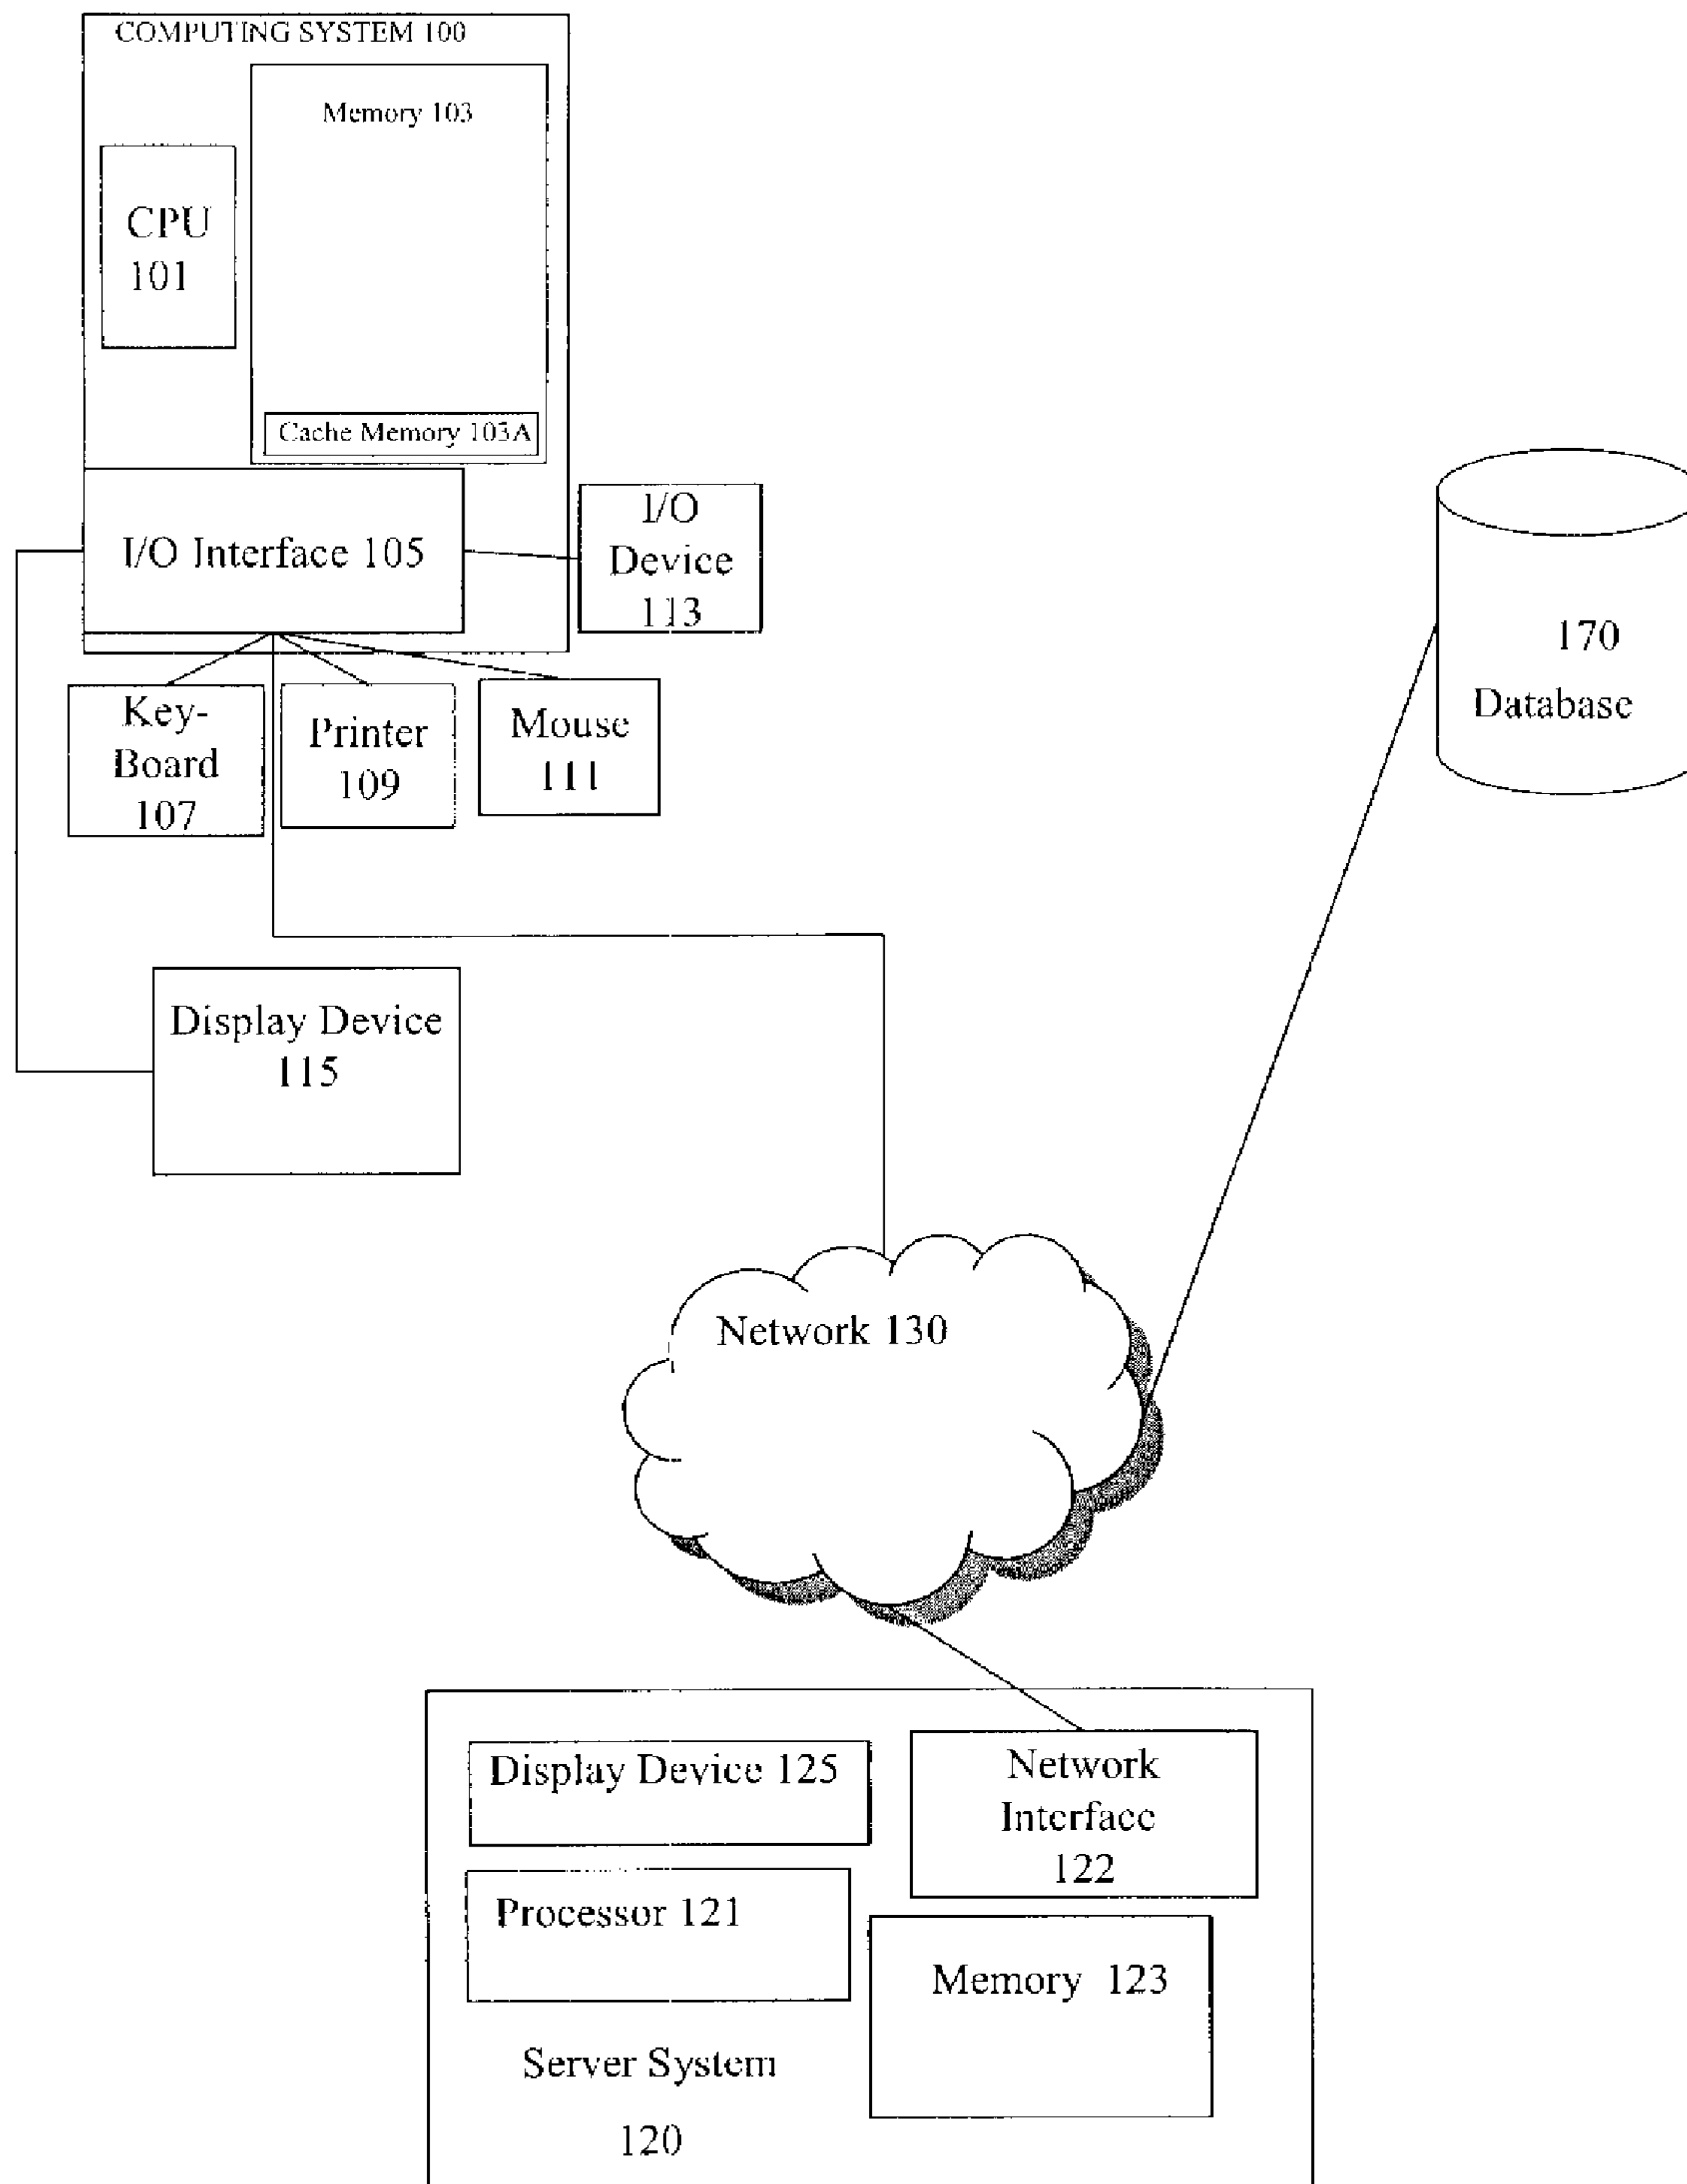 COMPUTING SYSTEM 100
Memory 103
CPU
101
Cache Memory 103A
I/O Interface 105
I/O
Device
113
Key-
Board
107
Printer
109
Mouse
111
170
Database
Display Device
115
Network 130
Display Device 125
Network
Interface
122
Processor 121
Memory 123
Server System
120